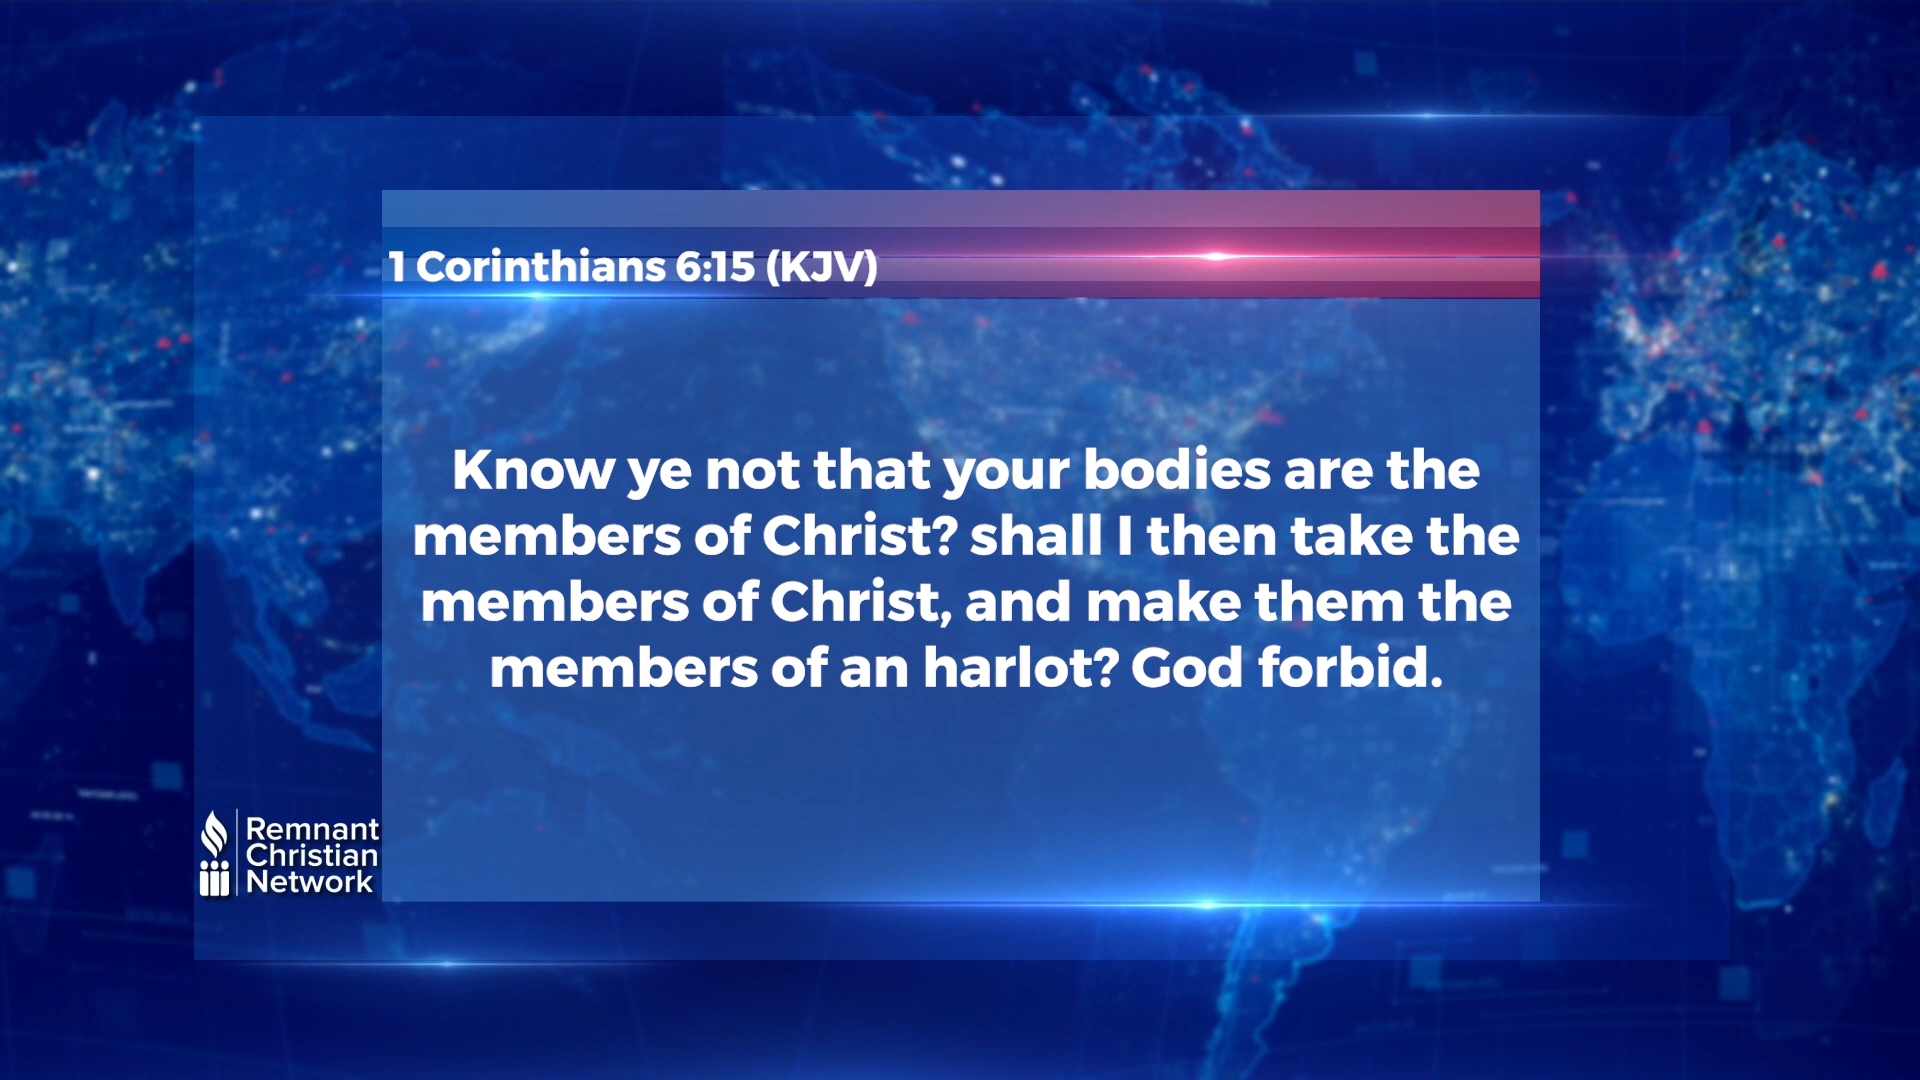 1 Corinthians 6:15 (KJV)
Know ye not that your bodies are the
members of Christ? shall I then take the
members of Christ, and make them the
members of an harlot? God forbid.
Remnant
Christian
Network